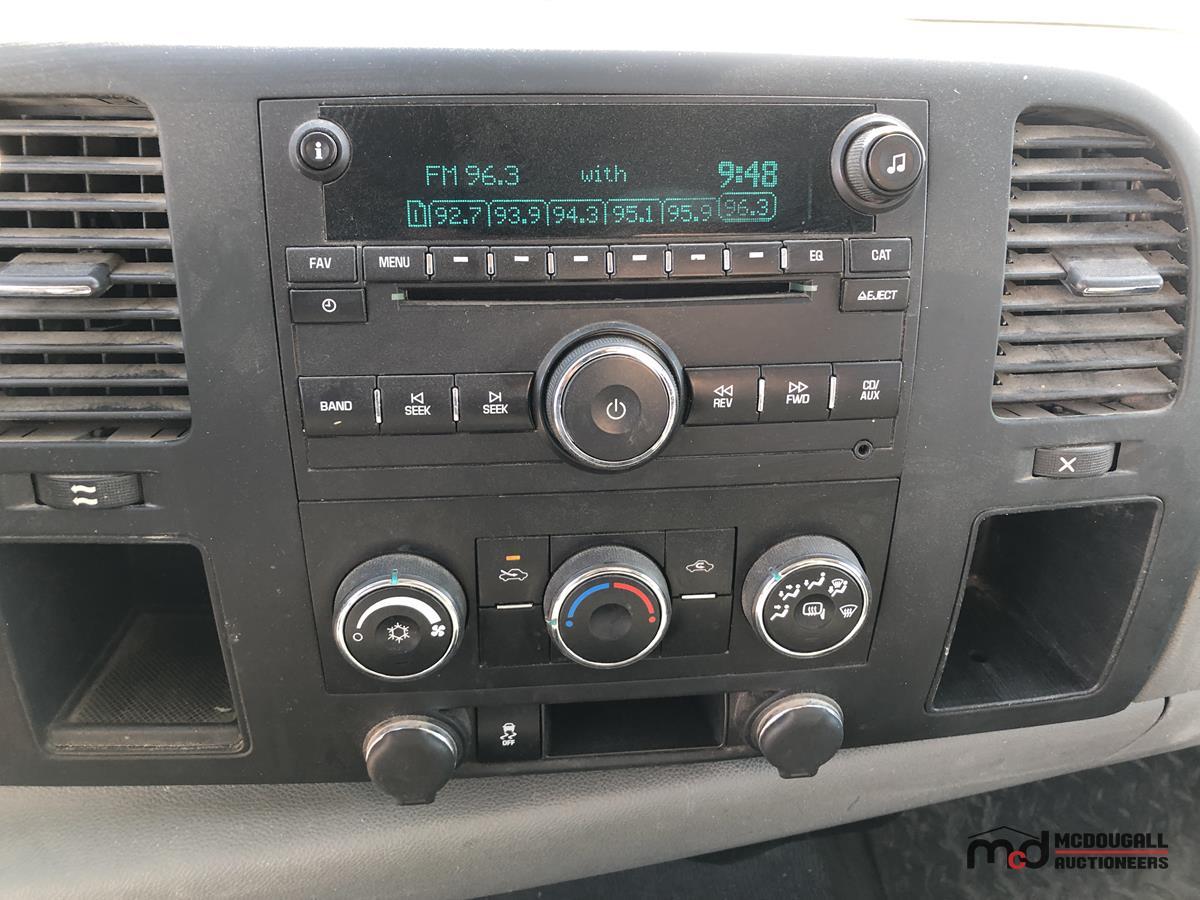 FM 96.3 with 9:48
1 92.7 93.9 94.3 95.1 95.9 96.3
FAV MENU EQ CAT
EJECT
BAND SEEK SEEK REV FWD CD/
AUX
OFF
mcd MCDOUGALL
AUCTIONEERS